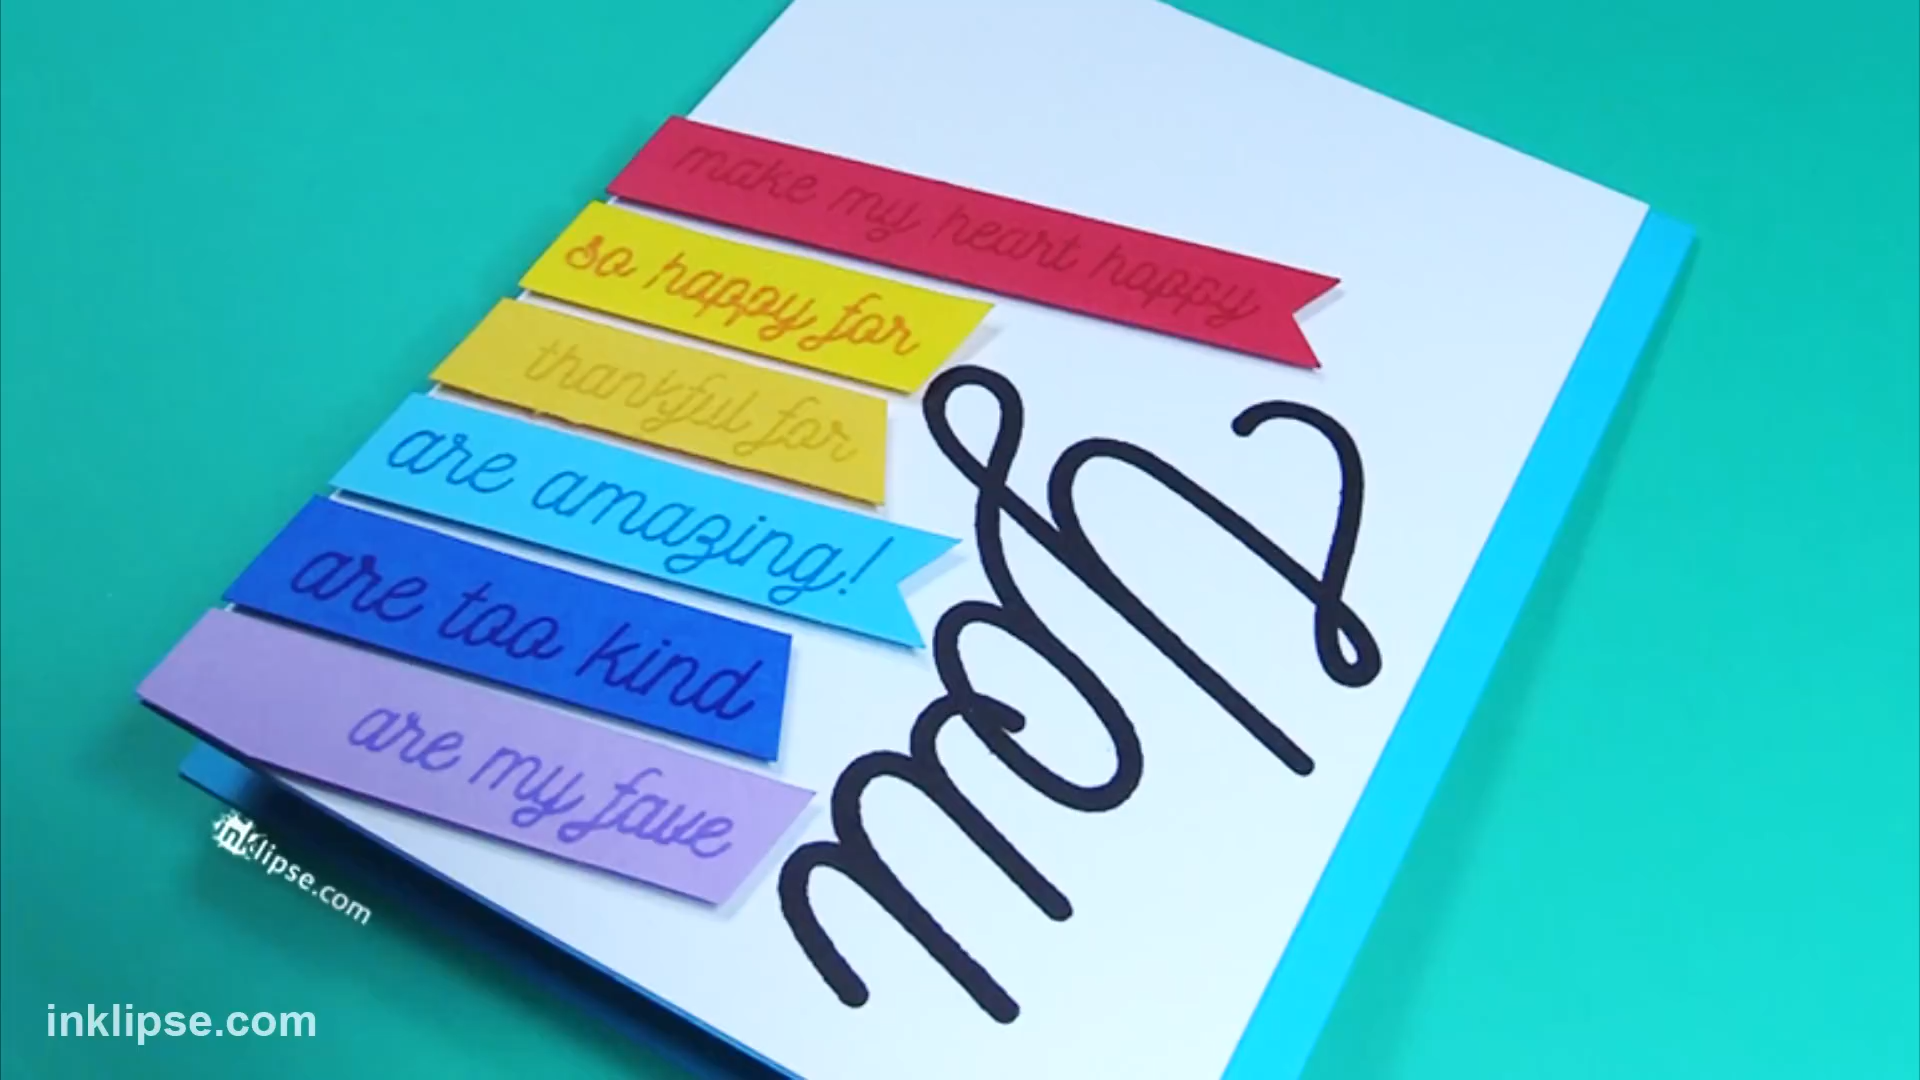 make my heart happy
so happy for
thankful for
are amazing!
are too kind
are my fave
you
inklipse.com
inklipse.com